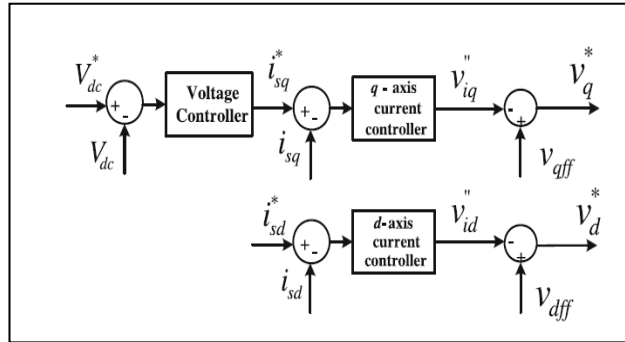 V*dc
+
-
Vdc
Voltage
Controller
i*sq
+
-
isq
q - axis
current
controller
v"iq
-
+
v*q
vqff
i*sd
+
-
isd
d-axis
current
controller
v"id
-
+
v*d
vdff